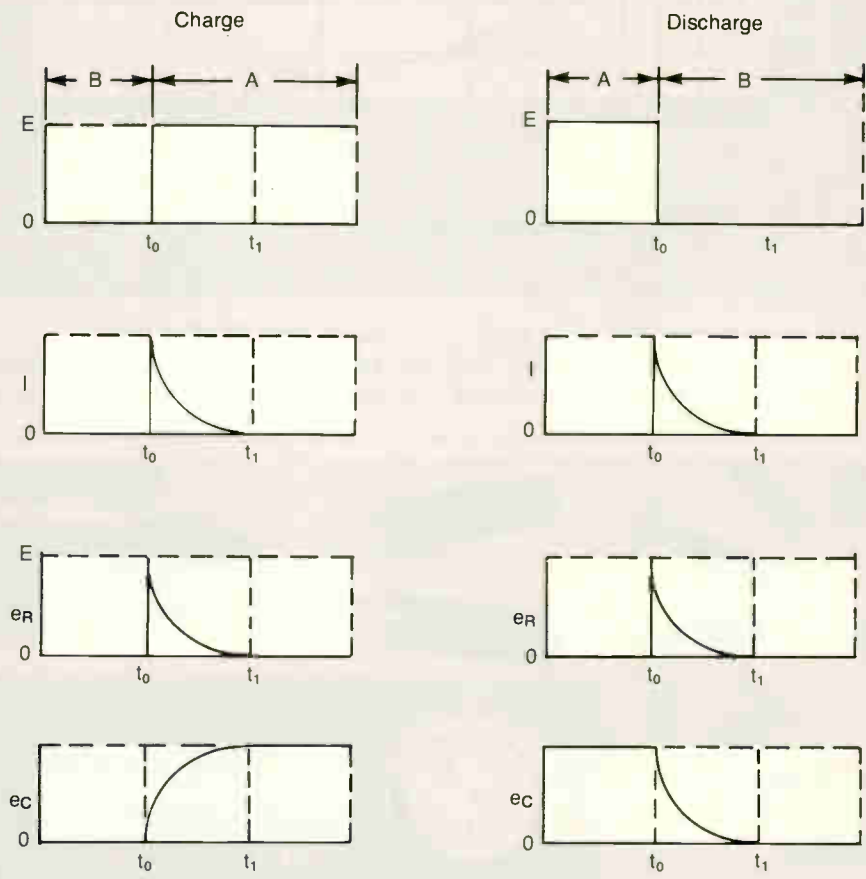 Charge
B A
E
0
t₀ t₁
I
0
t₀ t₁
E
eR
0
t₀ t₁
eC
0
t₀ t₁
Discharge
A B
E
0
t₀ t₁
I
0
t₀ t₁
eR
0
t₀ t₁
eC
0
t₀ t₁